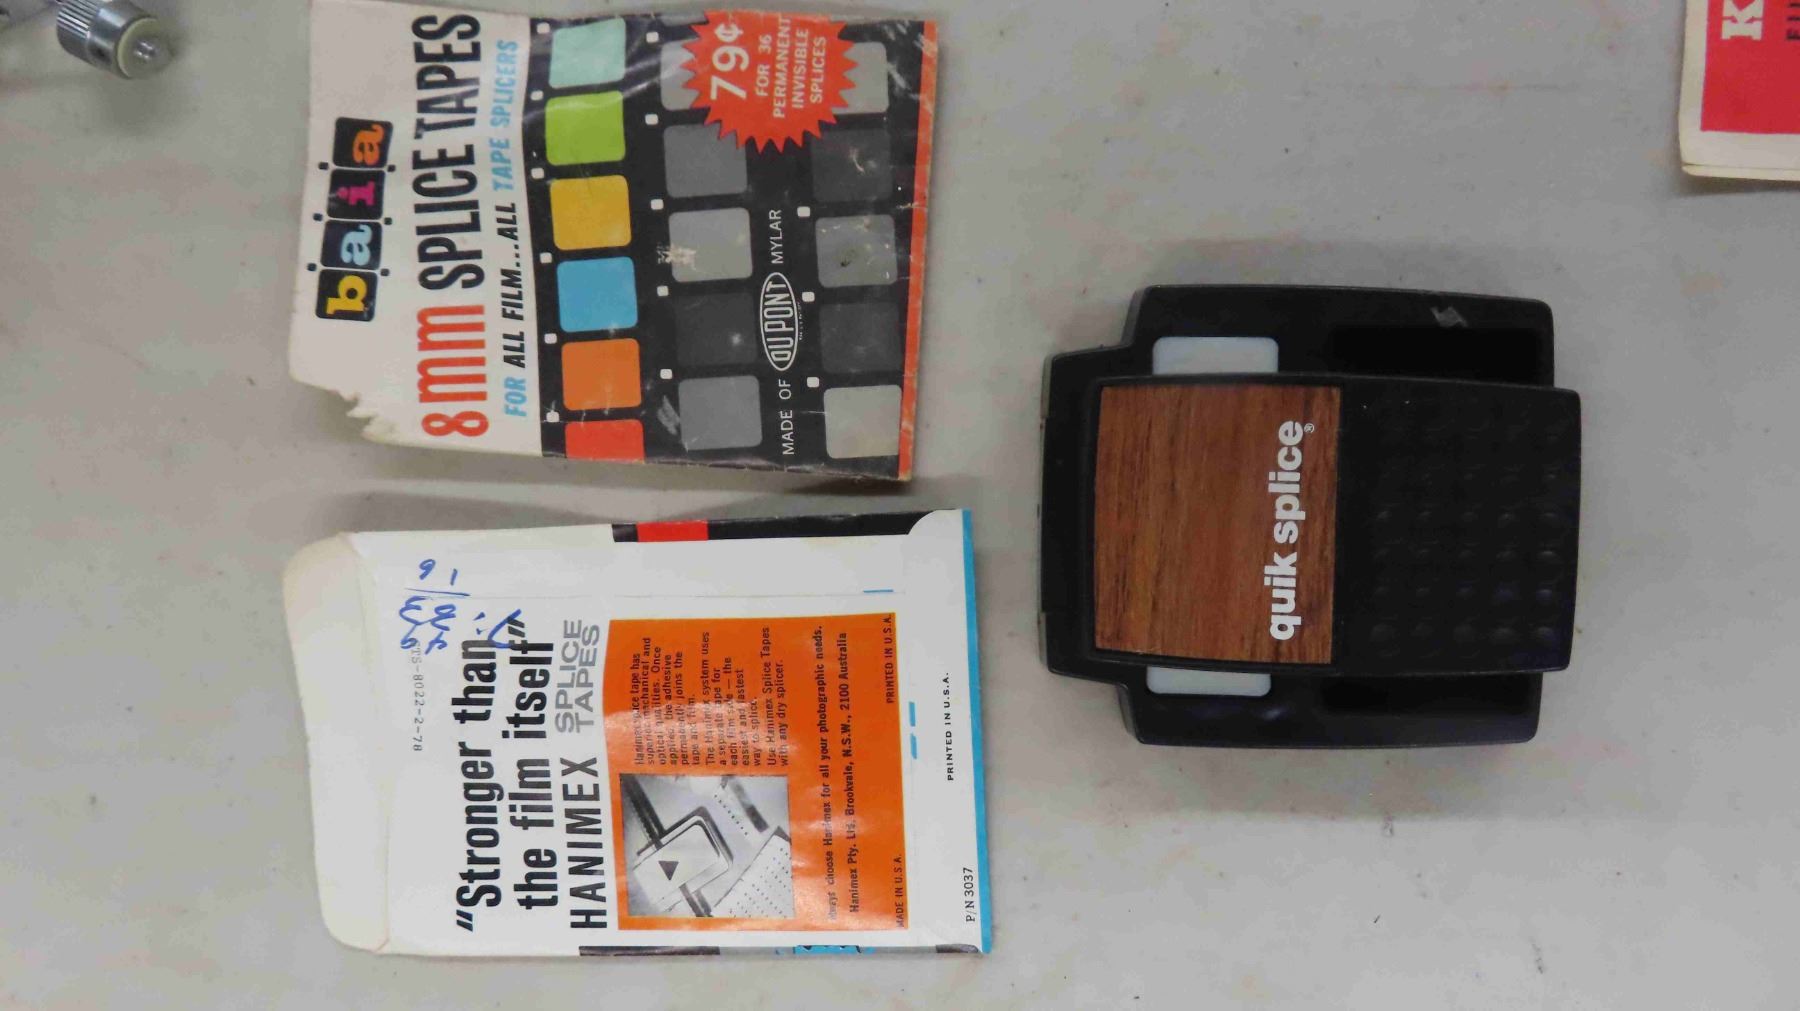 baia
8mm SPLICE TAPES
FOR ALL FILM...ALL TAPE SPLICERS
79¢
FOR 36
PERMANENT
INVISIBLE
SPLICES
MADE OF DU PONT MYLAR
TS-8022-2-78
"Stronger than
the film itself"
HANIMEX SPLICE
TAPES
Hanimex splice tape has
superior mechanical and
optical qualities. Once
applied the adhesive
permanently joins the
tape and film.
The Hanimex system uses
a separate tape for
each film side — the
easiest and fastest
way to splice.
Use Hanimex Splice Tapes
with any dry splicer.
Always choose Hanimex for all your photographic needs.
Hanimex Pty. Ltd. Brookvale, N.S.W., 2100 Australia
MADE IN U.S.A.
PRINTED IN U.S.A.
PRINTED IN U.S.A.
P/N 3037
quik splice®
K